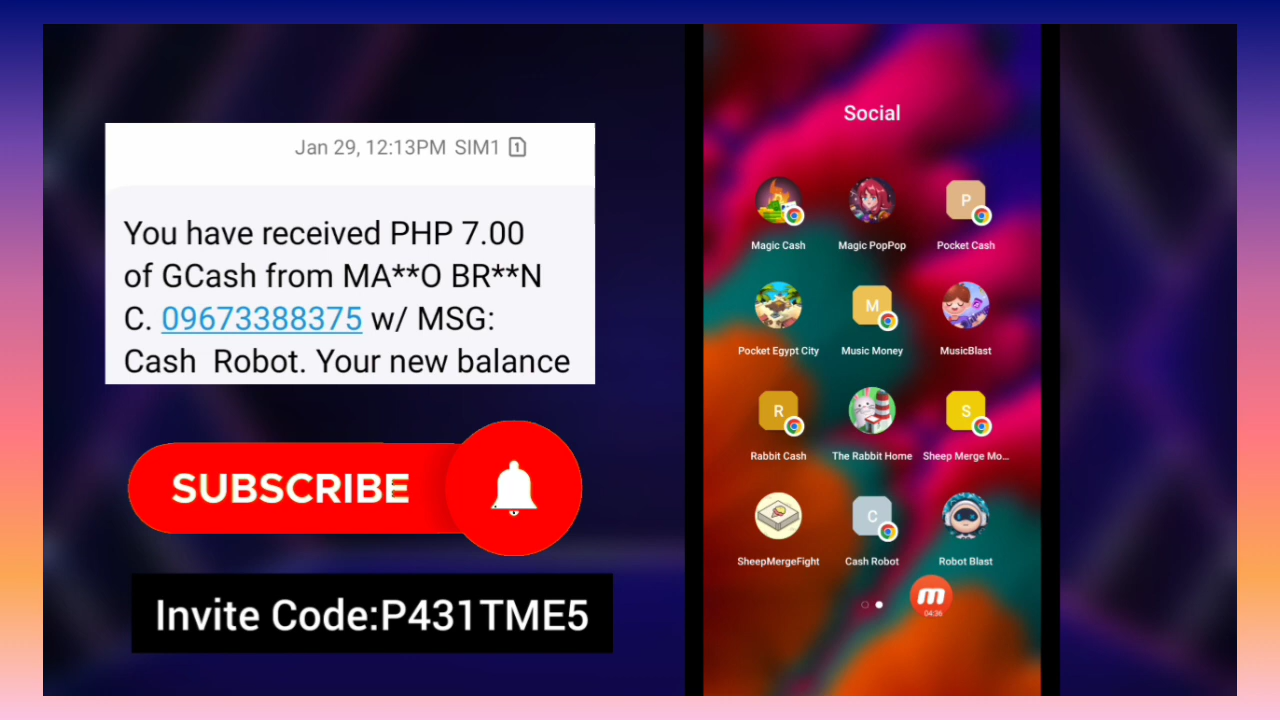 Jan 29, 12:13PM SIM1 1
You have received PHP 7.00
of GCash from MA**O BR**N
C. 09673388375 w/ MSG:
Cash Robot. Your new balance
SUBSCRIBE
Invite Code:P431TME5
Social
P
Magic Cash Magic PopPop Pocket Cash
M
Pocket Egypt City Music Money MusicBlast
R S
Rabbit Cash The Rabbit Home Sheep Merge Mo...
C
SheepMergeFight Cash Robot Robot Blast
m
04:36